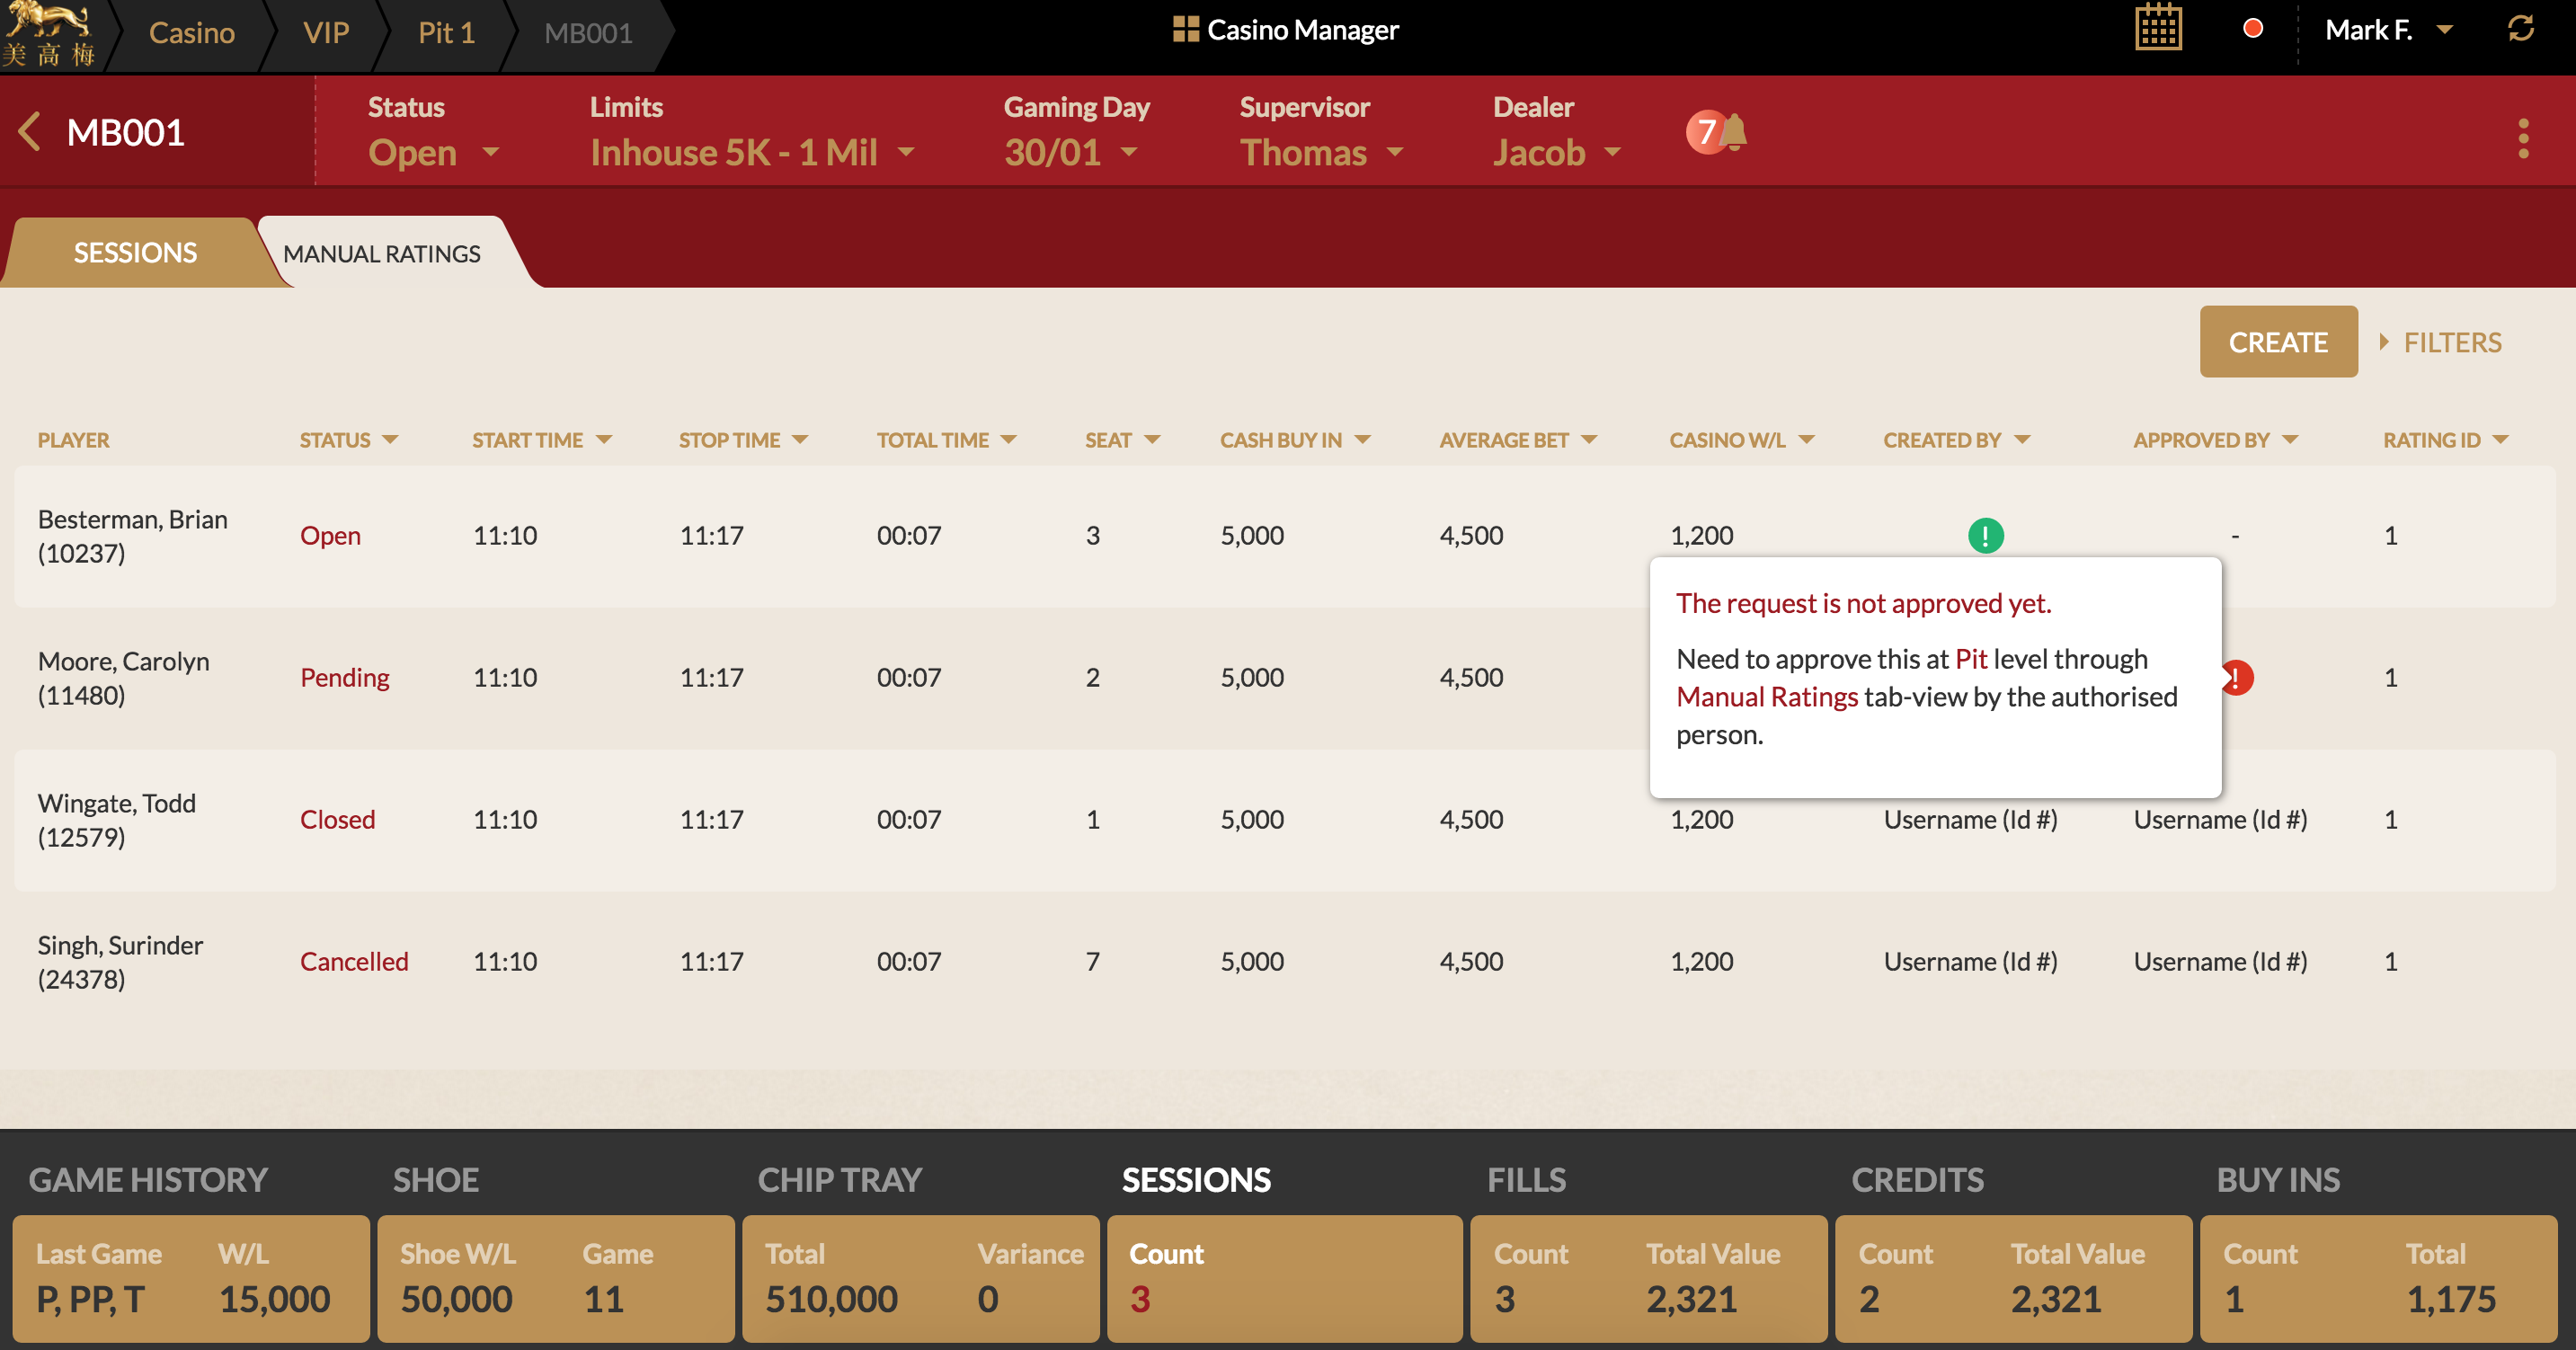 美高梅
Casino
VIP
Pit 1
MB001
Casino Manager
Mark F.
MB001
Status
Open
Limits
Inhouse 5K - 1 Mil
Gaming Day
30/01
Supervisor
Thomas
Dealer
Jacob
7
SESSIONS
MANUAL RATINGS
CREATE
FILTERS
PLAYER STATUS START TIME STOP TIME TOTAL TIME SEAT CASH BUY IN AVERAGE BET CASINO W/L CREATED BY APPROVED BY RATING ID
Besterman, Brian
(10237)
Open 11:10 11:17 00:07 3 5,000 4,500 1,200 ! - 1
The request is not approved yet.
Need to approve this at Pit level through
Manual Ratings tab-view by the authorised
person.
Moore, Carolyn
(11480)
Pending 11:10 11:17 00:07 2 5,000 4,500 ! 1
Wingate, Todd
(12579)
Closed 11:10 11:17 00:07 1 5,000 4,500 1,200 Username (Id #) Username (Id #) 1
Singh, Surinder
(24378)
Cancelled 11:10 11:17 00:07 7 5,000 4,500 1,200 Username (Id #) Username (Id #) 1
GAME HISTORY
Last Game W/L
P, PP, T 15,000
SHOE
Shoe W/L Game
50,000 11
CHIP TRAY
Total Variance
510,000 0
SESSIONS
Count
3
FILLS
Count Total Value
3 2,321
CREDITS
Count Total Value
2 2,321
BUY INS
Count Total
1 1,175